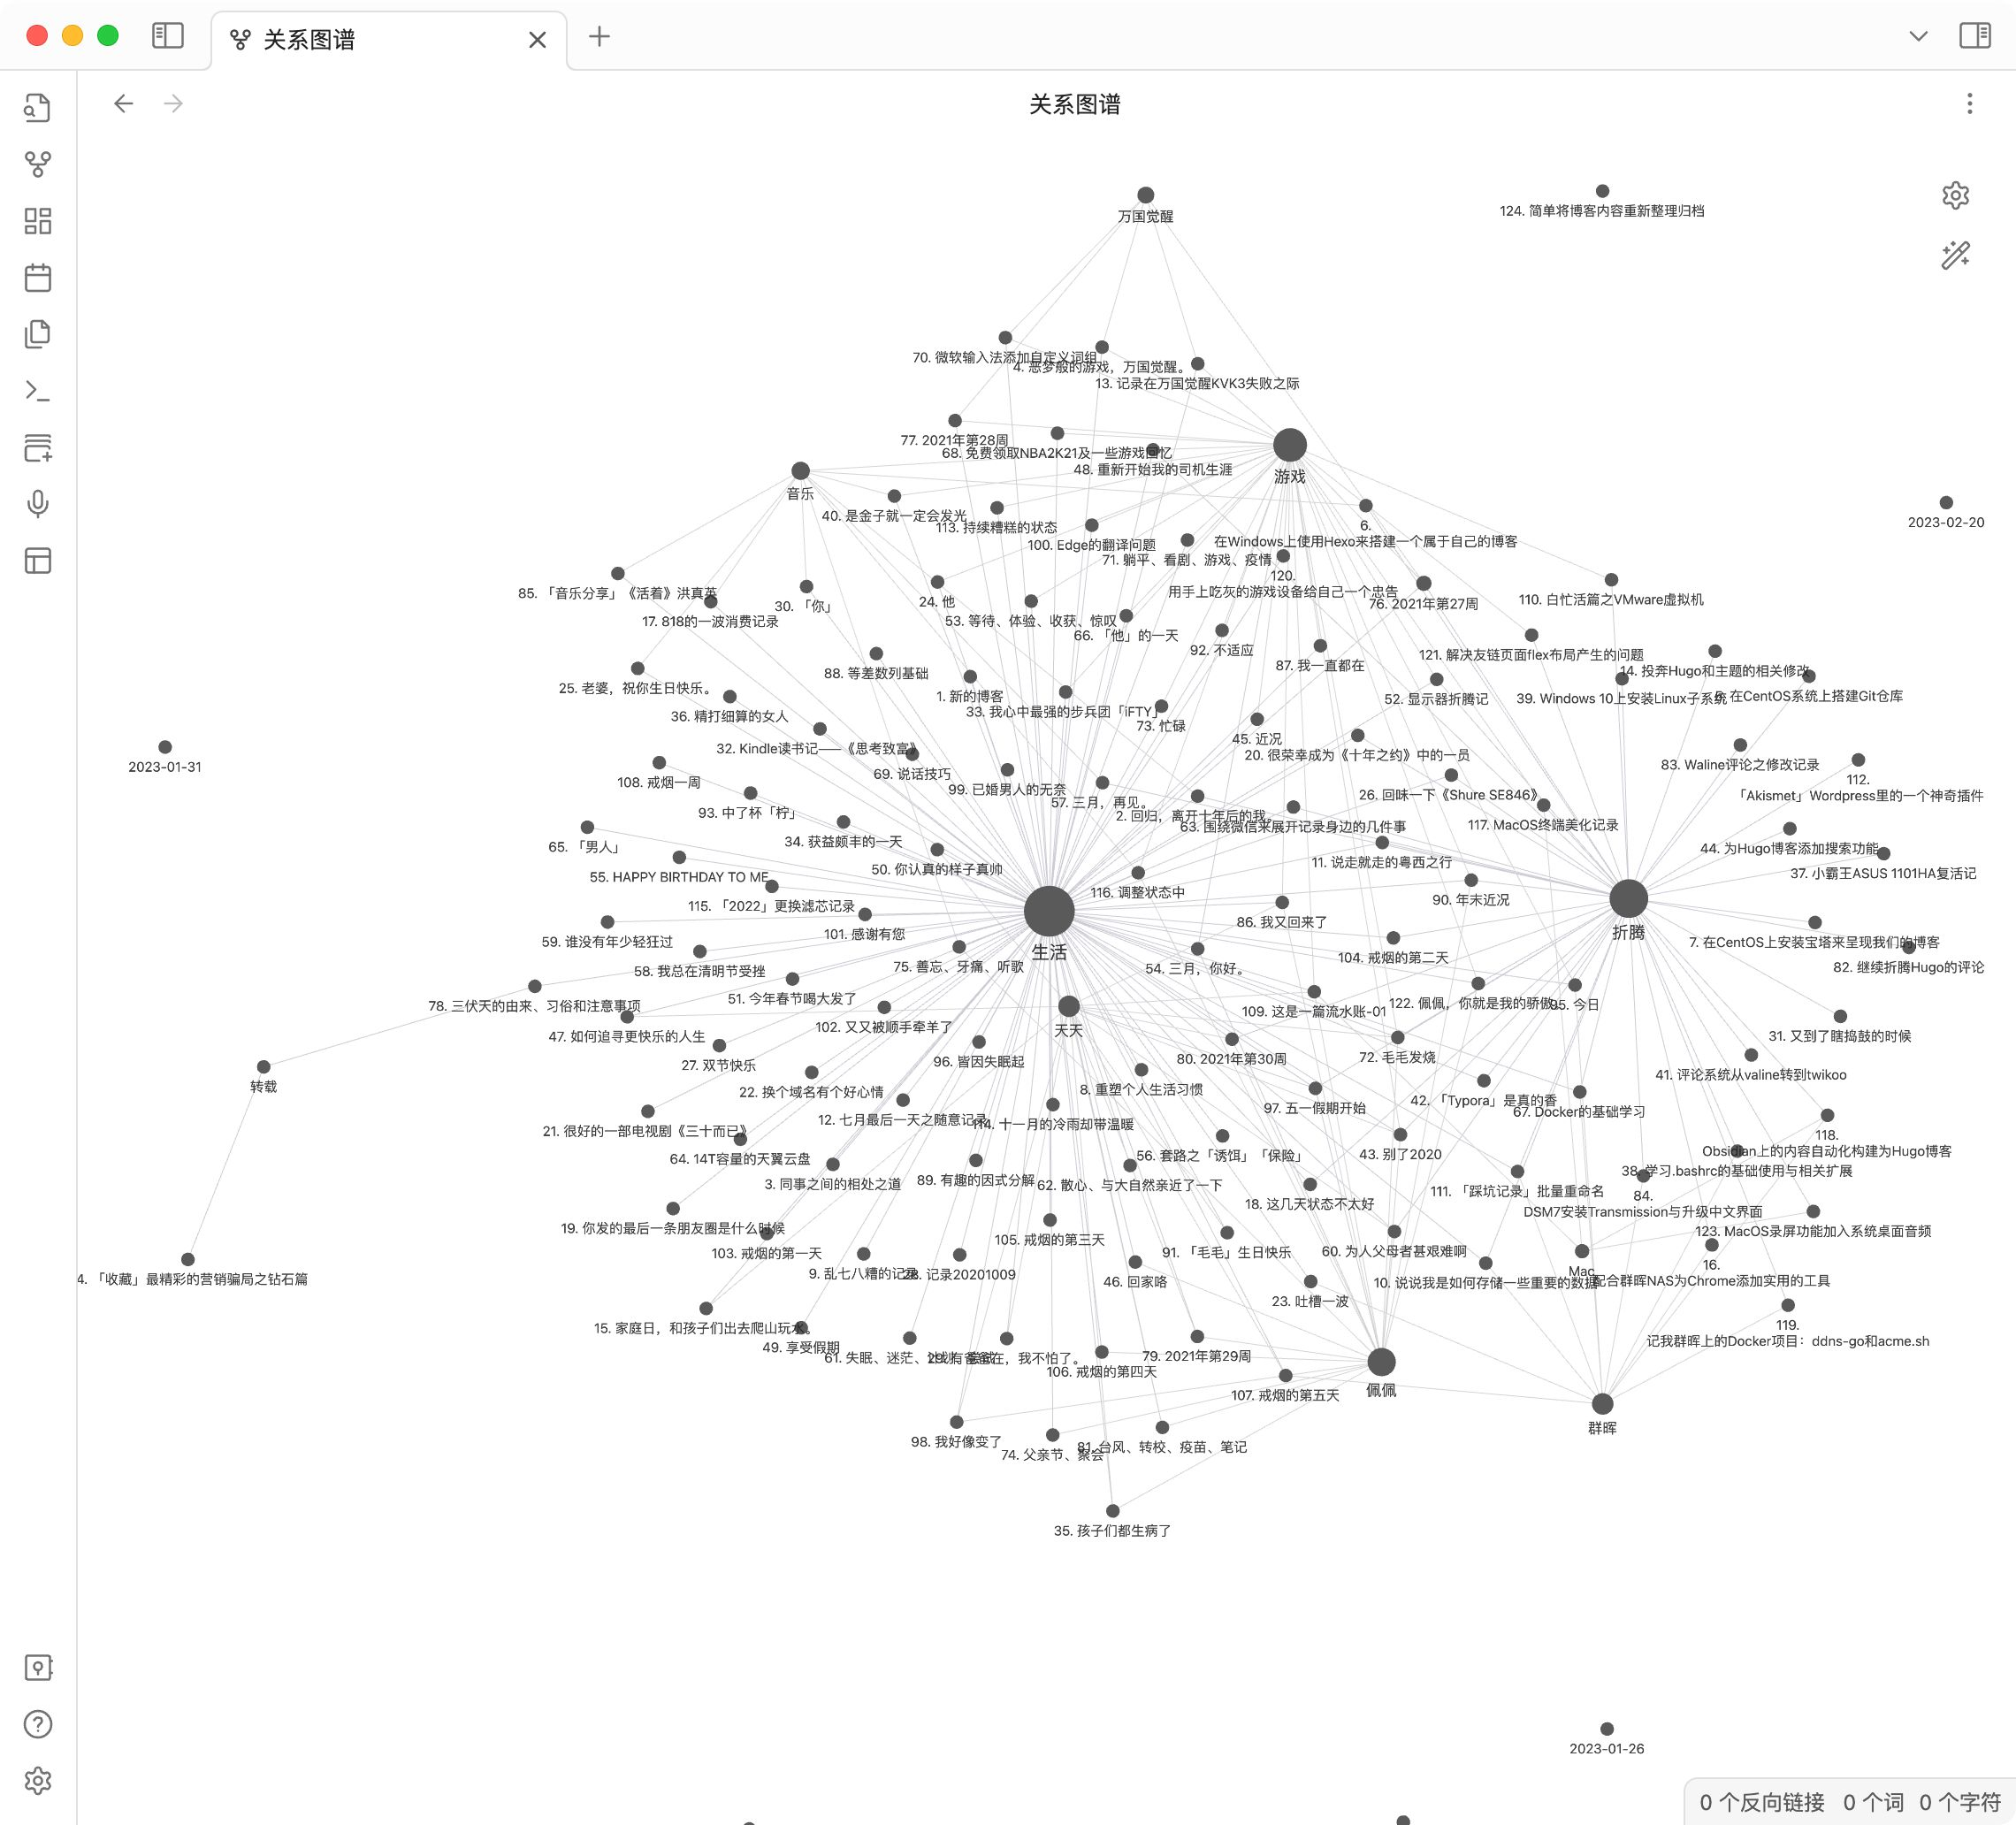 关系图谱
关系图谱
万国觉醒
124. 简单将博客内容重新整理归档
70. 微软输入法添加自定义词组
4. 恶梦般的游戏，万国觉醒。
13. 记录在万国觉醒KVK3失败之际
77. 2021年第28周
68. 免费领取NBA2K21及一些游戏回忆
48. 重新开始我的司机生涯
游戏
音乐
40. 是金子就一定会发光
113. 持续糟糕的状态
2023-02-20
100. Edge的翻译问题
6.
在Windows上使用Hexo来搭建一个属于自己的博客
71. 躺平、看剧、游戏、疫情
120.
用手上吃灰的游戏设备给自己一个忠告
85. 「音乐分享」《活着》洪真英
30. 「你」
24. 他
76. 2021年第27周
110. 白忙活篇之VMware虚拟机
17. 818的一波消费记录
53. 等待、体验、收获、惊叹
66. 「他」的一天
92. 不适应
87. 我一直都在
121. 解决友链页面flex布局产生的问题
14. 投奔Hugo和主题的相关修改
88. 等差数列基础
25. 老婆，祝你生日快乐。
1. 新的博客
52. 显示器折腾记
39. Windows 10上安装Linux子系统
在CentOS系统上搭建Git仓库
36. 精打细算的女人
33. 我心中最强的步兵团「iFTY」
73. 忙碌
32. Kindle读书记——《思考致富》
45. 近况
20. 很荣幸成为《十年之约》中的一员
83. Waline评论之修改记录
2023-01-31
108. 戒烟一周
69. 说话技巧
112.
「Akismet」Wordpress里的一个神奇插件
99. 已婚男人的无奈
57. 三月，再见。
26. 回味一下《Shure SE846》
93. 中了杯「柠」
2. 回归，离开十年后的我。
63. 围绕微信来展开记录身边的几件事
117. MacOS终端美化记录
65. 「男人」
34. 获益颇丰的一天
44. 为Hugo博客添加搜索功能
50. 你认真的样子真帅
11. 说走就走的粤西之行
37. 小霸王ASUS 1101HA复活记
55. HAPPY BIRTHDAY TO ME
116. 调整状态中
90. 年末近况
115. 「2022」更换滤芯记录
86. 我又回来了
59. 谁没有年少轻狂过
101. 感谢有您
生活
折腾
7. 在CentOS上安装宝塔来呈现我们的博客
58. 我总在清明节受挫
75. 善忘、牙痛、听歌
54. 三月，你好。
104. 戒烟的第二天
82. 继续折腾Hugo的评论
78. 三伏天的由来、习俗和注意事项
51. 今年春节喝大发了
109. 这是一篇流水账-01
122. 佩佩，你就是我的骄傲。
95. 今日
47. 如何追寻更快乐的人生
102. 又又被顺手牵羊了
天天
31. 又到了瞎捣鼓的时候
27. 双节快乐
96. 皆因失眠起
80. 2021年第30周
72. 毛毛发烧
41. 评论系统从valine转到twikoo
转载
22. 换个域名有个好心情
8. 重塑个人生活习惯
97. 五一假期开始
42. 「Typora」是真的香
67. Docker的基础学习
21. 很好的一部电视剧《三十而已》
12. 七月最后一天之随意记录
114. 十一月的冷雨却带温暖
118.
Obsidian上的内容自动化构建为Hugo博客
64. 14T容量的天翼云盘
56. 套路之「诱饵」「保险」
43. 别了2020
38. 学习.bashrc的基础使用与相关扩展
3. 同事之间的相处之道
89. 有趣的因式分解
62. 散心、与大自然亲近了一下
18. 这几天状态不太好
111. 「踩坑记录」批量重命名
84.
DSM7安装Transmission与升级中文界面
19. 你发的最后一条朋友圈是什么时候
103. 戒烟的第一天
105. 戒烟的第三天
91. 「毛毛」生日快乐
60. 为人父母者甚艰难啊
123. MacOS录屏功能加入系统桌面音频
4. 「收藏」最精彩的营销骗局之钻石篇
9. 乱七八糟的记录
28. 记录20201009
46. 回家咯
10. 说说我是如何存储一些重要的数据
Mac
16.
配合群晖NAS为Chrome添加实用的工具
23. 吐槽一波
15. 家庭日，和孩子们出去爬山玩水。
49. 享受假期
119.
记我群晖上的Docker项目：ddns-go和acme.sh
61. 失眠、迷茫、
在，我不怕了。
106. 戒烟的第四天
79. 2021年第29周
佩佩
107. 戒烟的第五天
群晖
98. 我好像变了
74. 父亲节、聚会
81. 台风、转校、疫苗、笔记
35. 孩子们都生病了
2023-01-26
0 个反向链接 0 个词 0 个字符